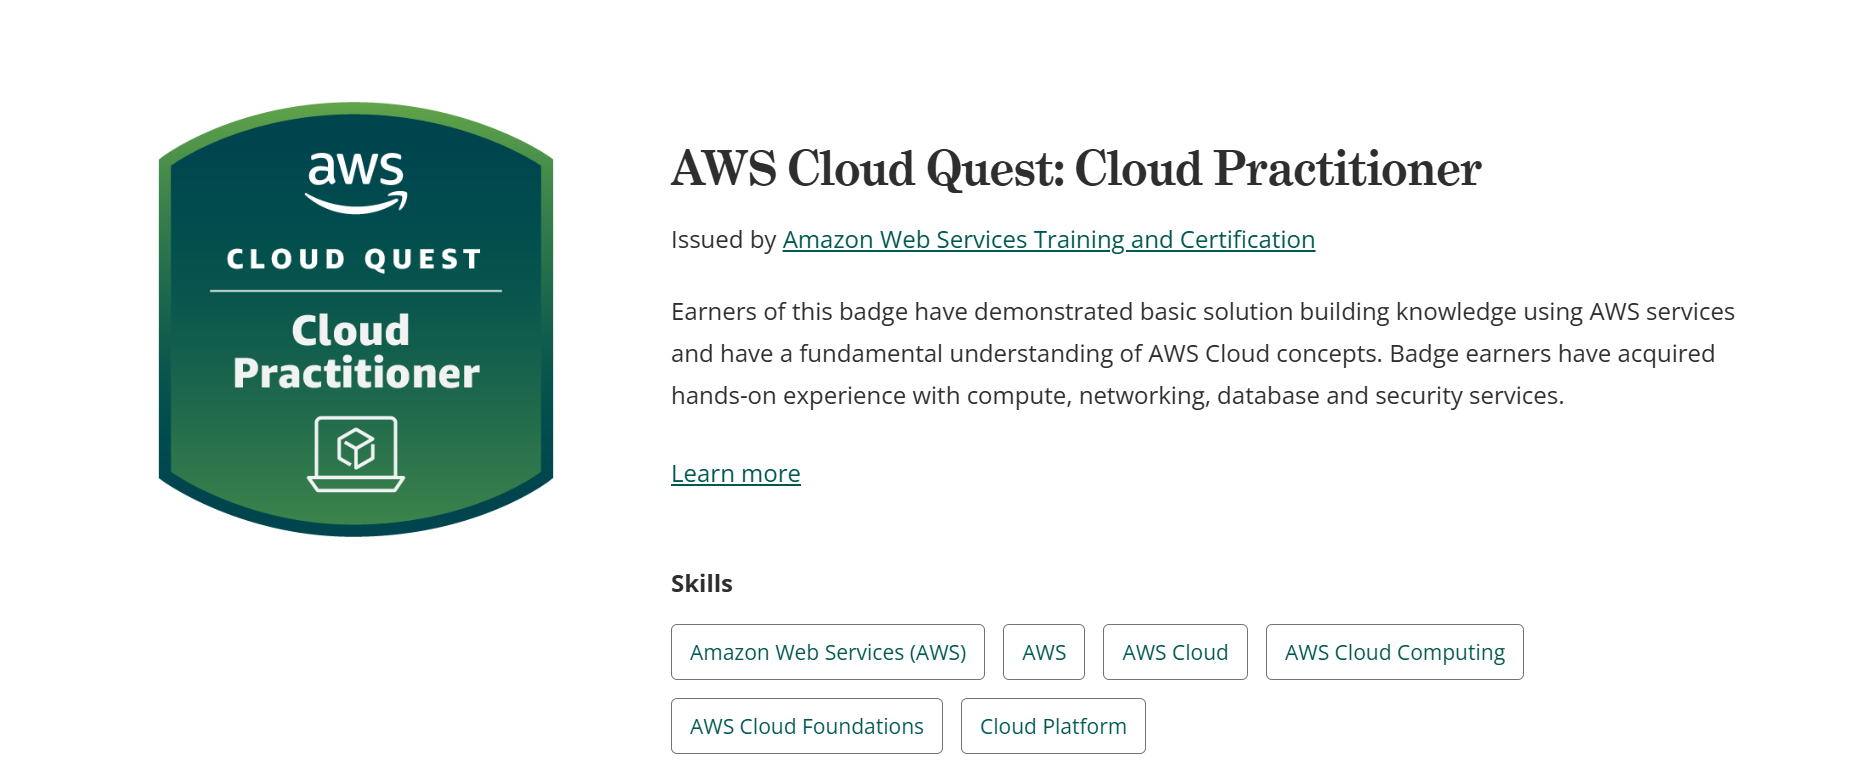 aws
CLOUD QUEST
Cloud
Practitioner
AWS Cloud Quest: Cloud Practitioner
Issued by Amazon Web Services Training and Certification
Earners of this badge have demonstrated basic solution building knowledge using AWS services
and have a fundamental understanding of AWS Cloud concepts. Badge earners have acquired
hands-on experience with compute, networking, database and security services.
Learn more
Skills
Amazon Web Services (AWS) AWS AWS Cloud AWS Cloud Computing
AWS Cloud Foundations Cloud Platform